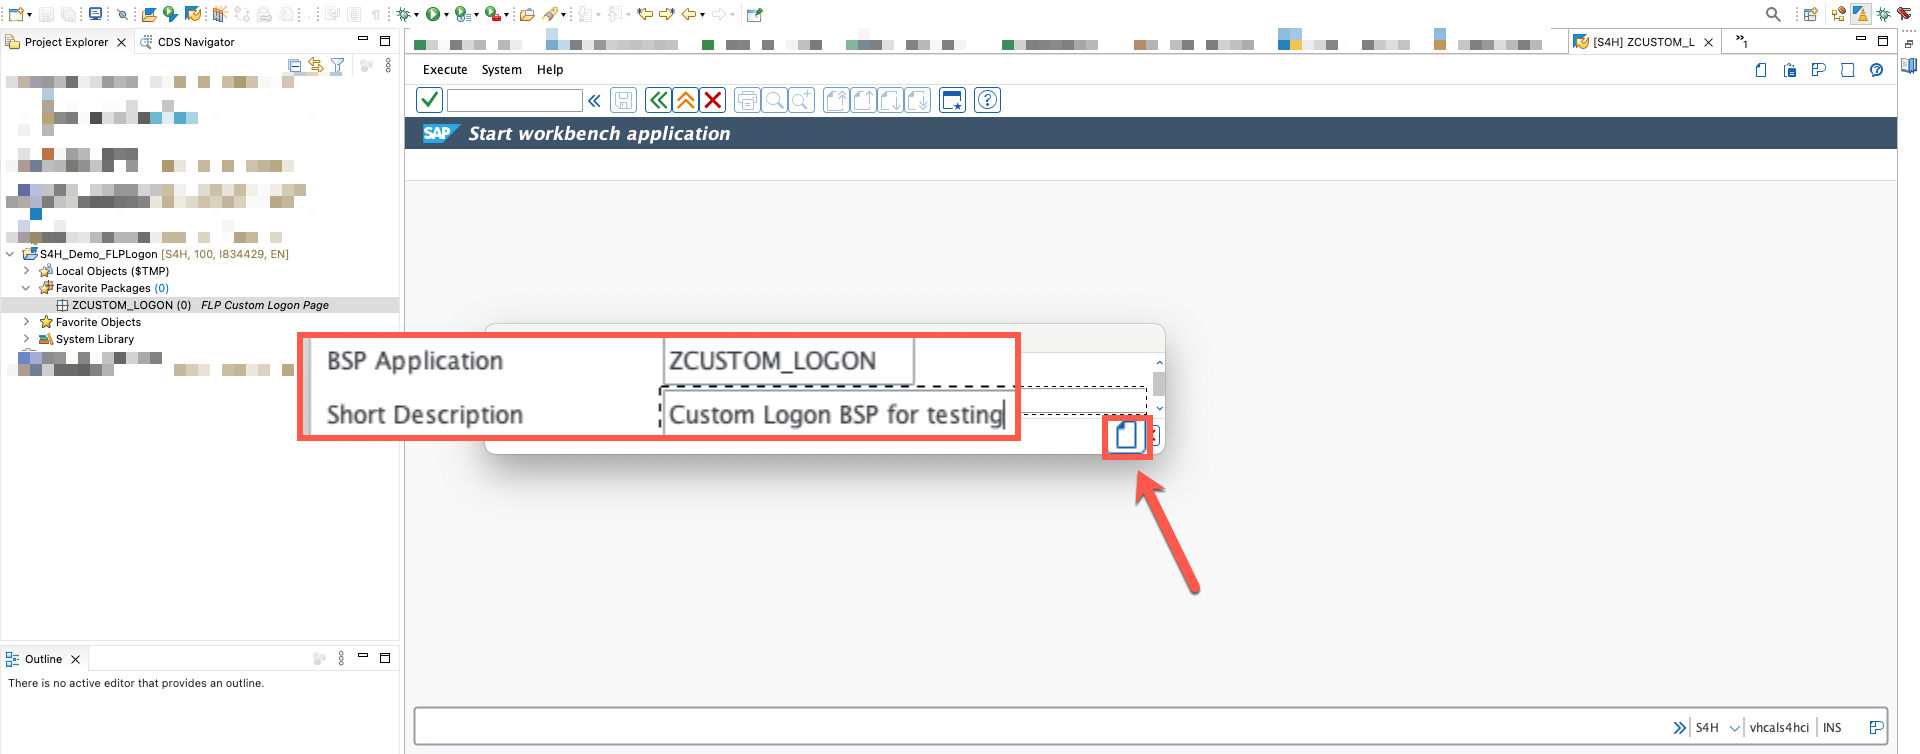 Project Explorer
CDS Navigator
[S4H] ZCUSTOM_L
»1
Execute System Help
SAP Start workbench application
S4H_Demo_FLPLogon [S4H, 100, I834429, EN]
Local Objects ($TMP)
Favorite Packages (0)
ZCUSTOM_LOGON (0) FLP Custom Logon Page
Favorite Objects
System Library
BSP Application ZCUSTOM_LOGON
Short Description Custom Logon BSP for testing
Outline
There is no active editor that provides an outline.
S4H vhcals4hci INS